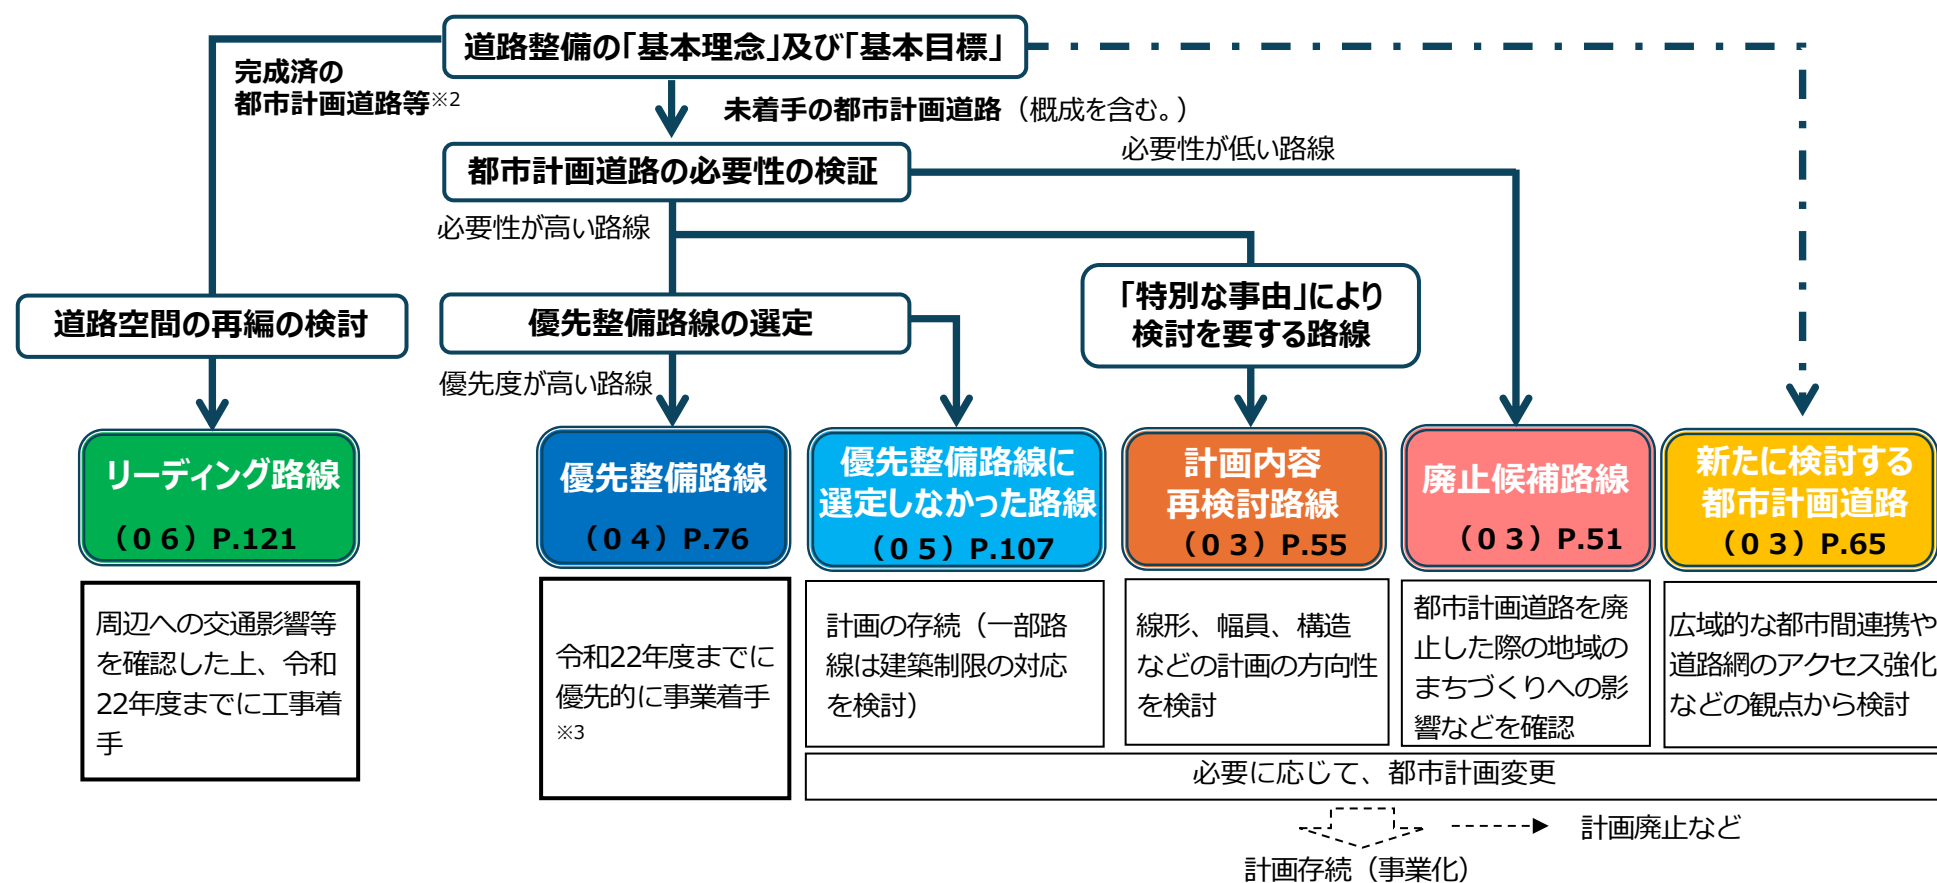 道路整備の「基本理念」及び「基本目標」
完成済の
都市計画道路等※2
未着手の都市計画道路（概成を含む。）
都市計画道路の必要性の検証
必要性が低い路線
必要性が高い路線
道路空間の再編の検討
優先整備路線の選定
「特別な事由」により
検討を要する路線
優先度が高い路線
リーディング路線
（０６）P.121
優先整備路線
（０４）P.76
優先整備路線に
選定しなかった路線
（０５）P.107
計画内容
再検討路線
（０３）P.55
廃止候補路線
（０３）P.51
新たに検討する
都市計画道路
（０３）P.65
周辺への交通影響等
を確認した上、令和
22年度までに工事着
手
令和22年度までに
優先的に事業着手
※3
計画の存続（一部路
線は建築制限の対応
を検討）
線形、幅員、構造
などの計画の方向性
を検討
都市計画道路を廃
止した際の地域の
まちづくりへの影
響などを確認
広域的な都市間連携や
道路網のアクセス強化
などの観点から検討
必要に応じて、都市計画変更
計画廃止など
計画存続（事業化）